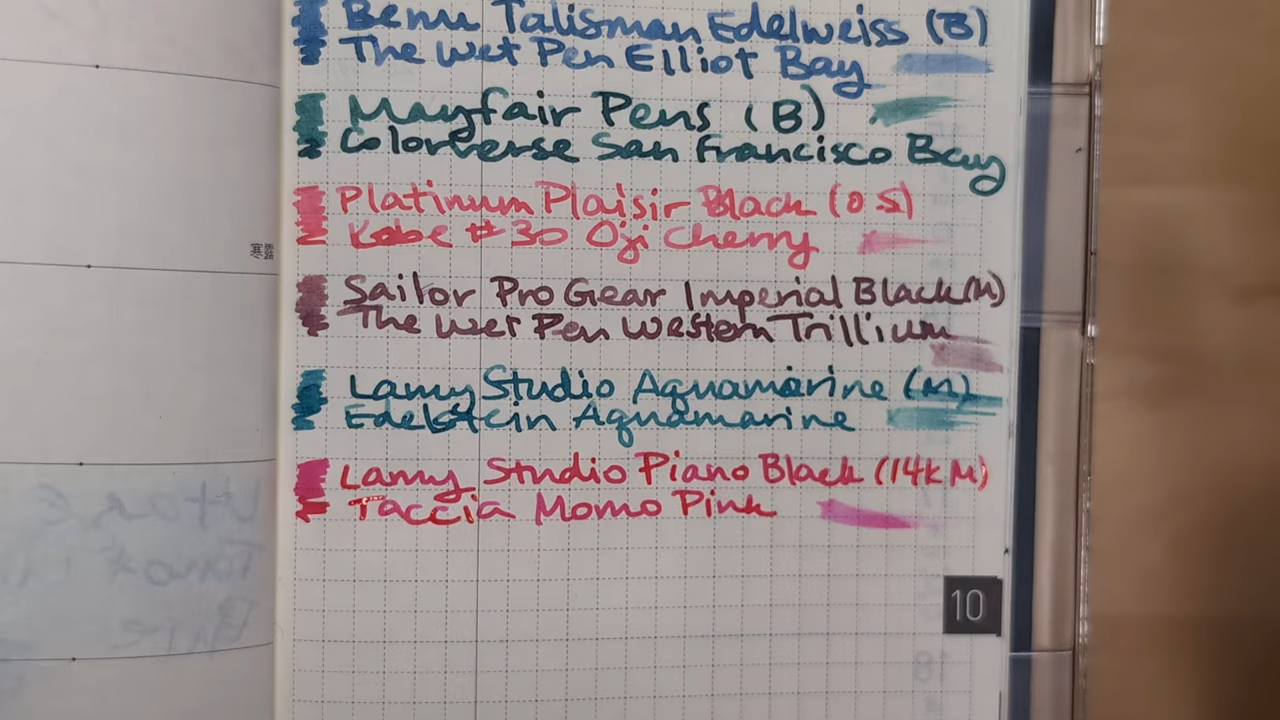 Benu Talisman Edelweiss (B)
The Wet Pen Elliot Bay
Mayfair Pens (B)
Colorverse San Francisco Bay
Platinum Plaisir Black (05)
Kobe #30 Oji Cherry
寒露
Sailor Pro Gear Imperial Black (M)
The Wet Pen Western Trillium
Lamy Studio Aquamarine (M)
Edelstein Aquamarine
Lamy Studio Piano Black (14K M)
Taccia Momo Pink
10